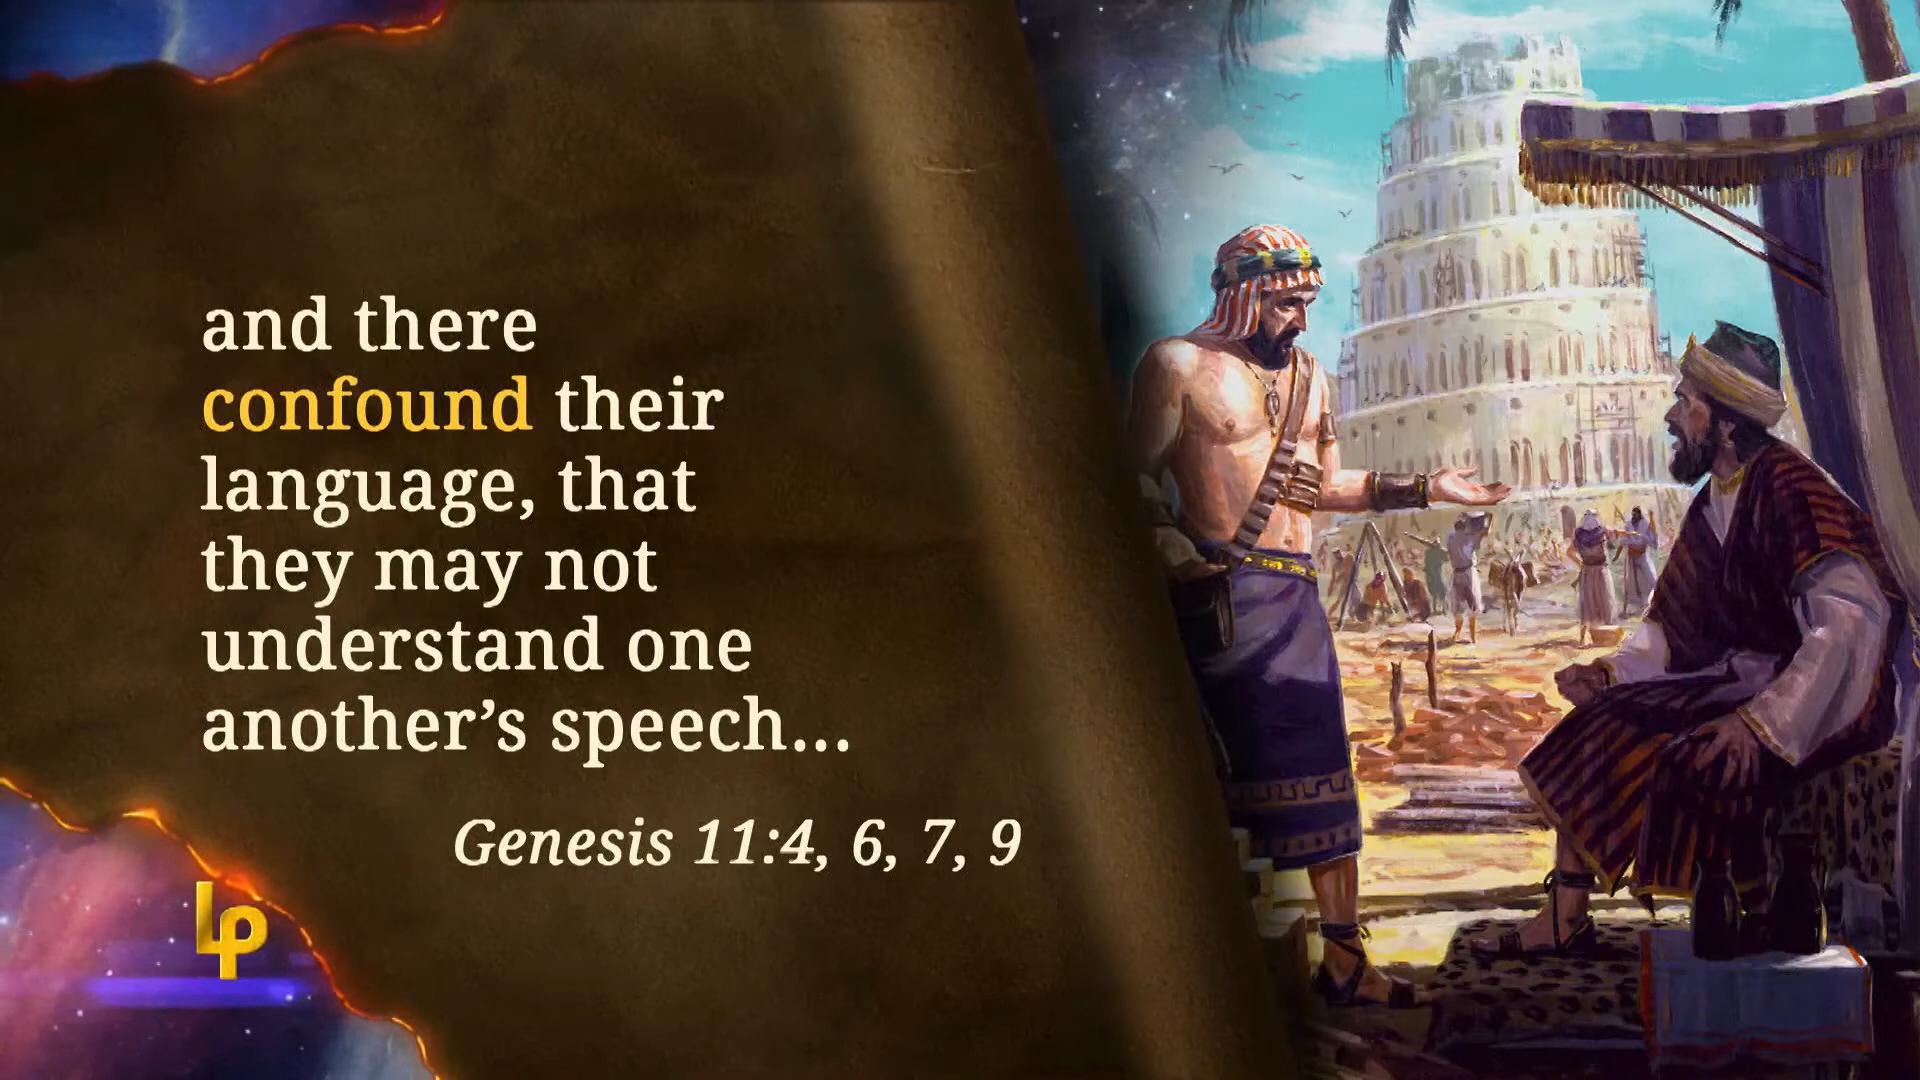 and there
confound their
language, that
they may not
understand one
another’s speech...
Genesis 11:4, 6, 7, 9
LP